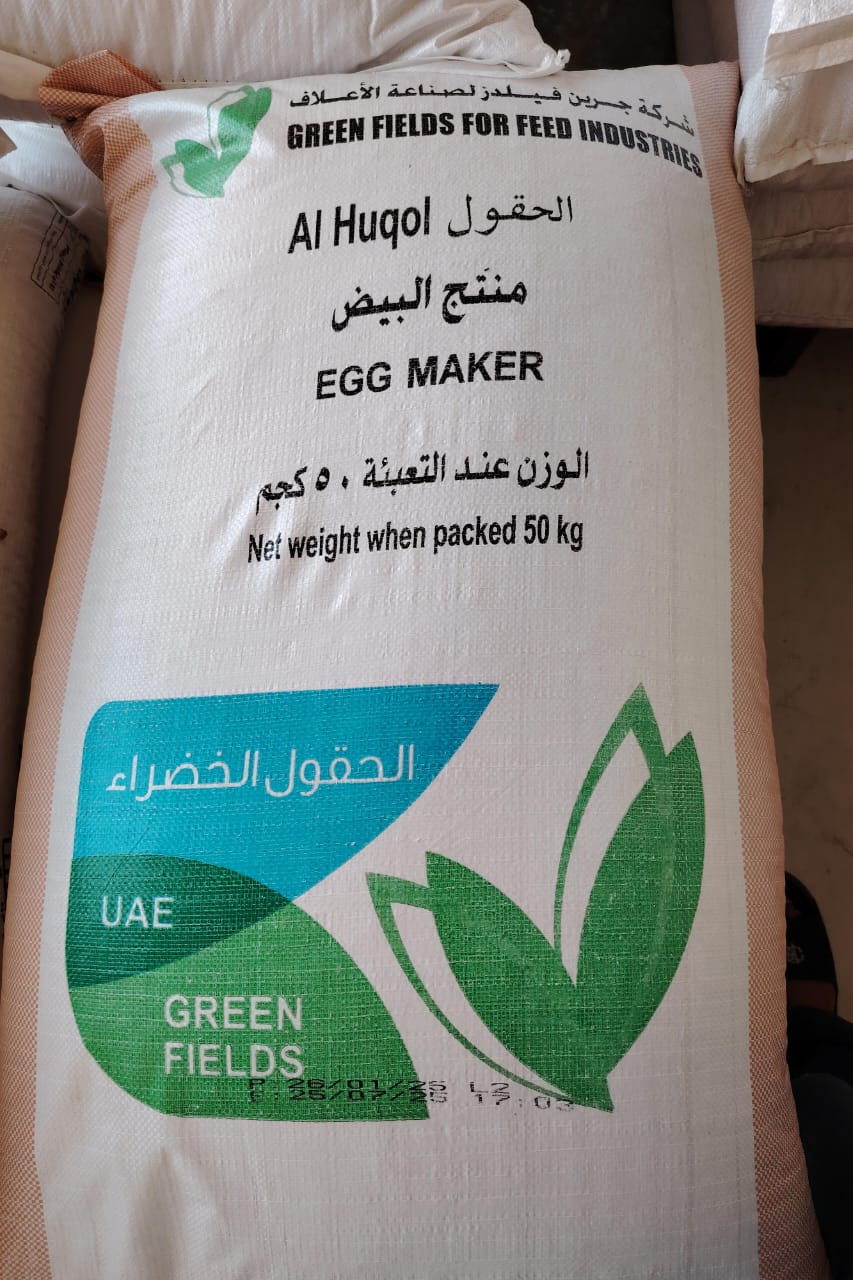 شركة جرين فيلدز لصناعة الأعلاف
GREEN FIELDS FOR FEED INDUSTRIES
Al Huqol الحقول
منتَج البيض
EGG MAKER
الوزن عند التعبئة ٥٠ كجم
Net weight when packed 50 kg
الحقول الخضراء
UAE
GREEN
FIELDS
P: 26/01/25 L2
E: 25/07/25 17:03